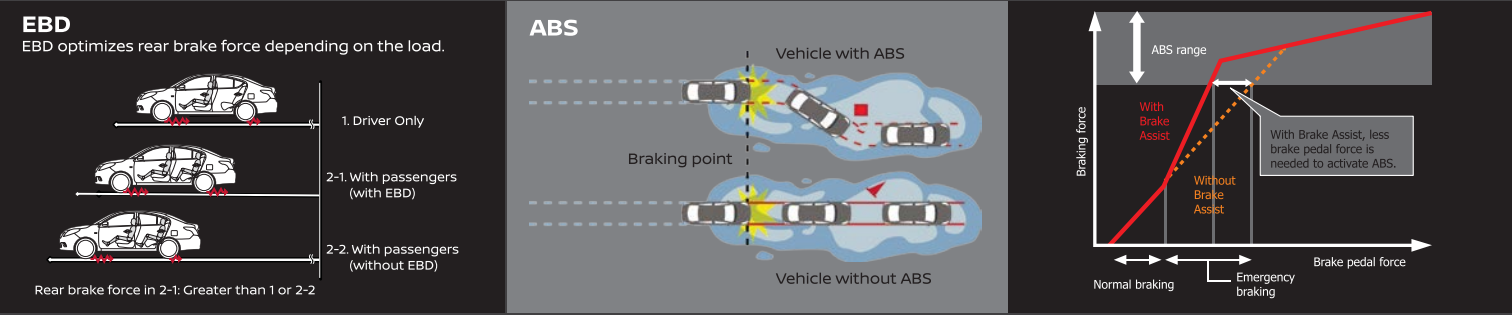 EBD
EBD optimizes rear brake force depending on the load.
1. Driver Only
2-1. With passengers
(with EBD)
2-2. With passengers
(without EBD)
Rear brake force in 2-1: Greater than 1 or 2-2
ABS
Vehicle with ABS
Braking point
Vehicle without ABS
ABS range
Braking force
With
Brake
Assist
With Brake Assist, less
brake pedal force is
needed to activate ABS.
Without
Brake
Assist
Brake pedal force
Normal braking
Emergency
braking